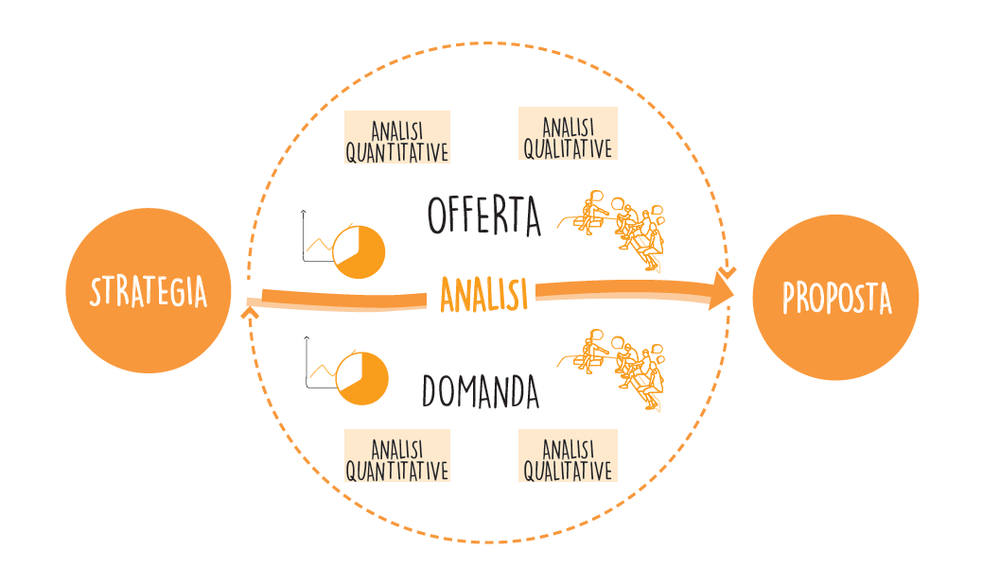 ANALISI
QUANTITATIVE
ANALISI
QUALITATIVE
OFFERTA
STRATEGIA
ANALISI
PROPOSTA
DOMANDA
ANALISI
QUANTITATIVE
ANALISI
QUALITATIVE